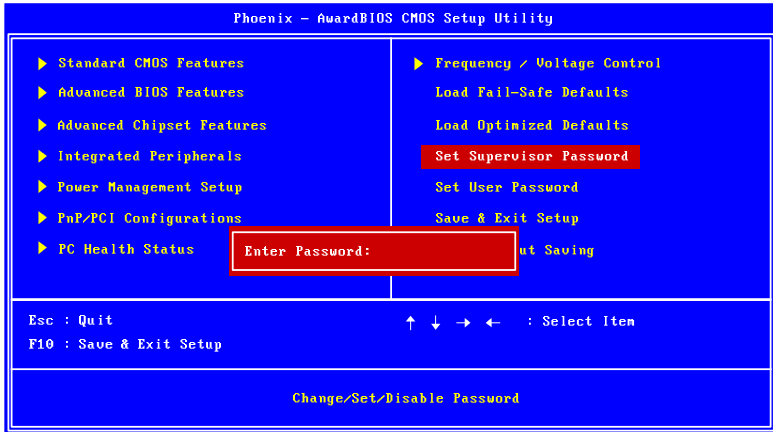 Phoenix - AwardBIOS CMOS Setup Utility
Standard CMOS Features
Advanced BIOS Features
Advanced Chipset Features
Integrated Peripherals
Power Management Setup
PnP/PCI Configurations
PC Health Status
Frequency / Voltage Control
Load Fail-Safe Defaults
Load Optimized Defaults
Set Supervisor Password
Set User Password
Save & Exit Setup
ut Saving
Enter Password:
Esc : Quit
F10 : Save & Exit Setup
↑ ↓ → ← : Select Item
Change/Set/Disable Password